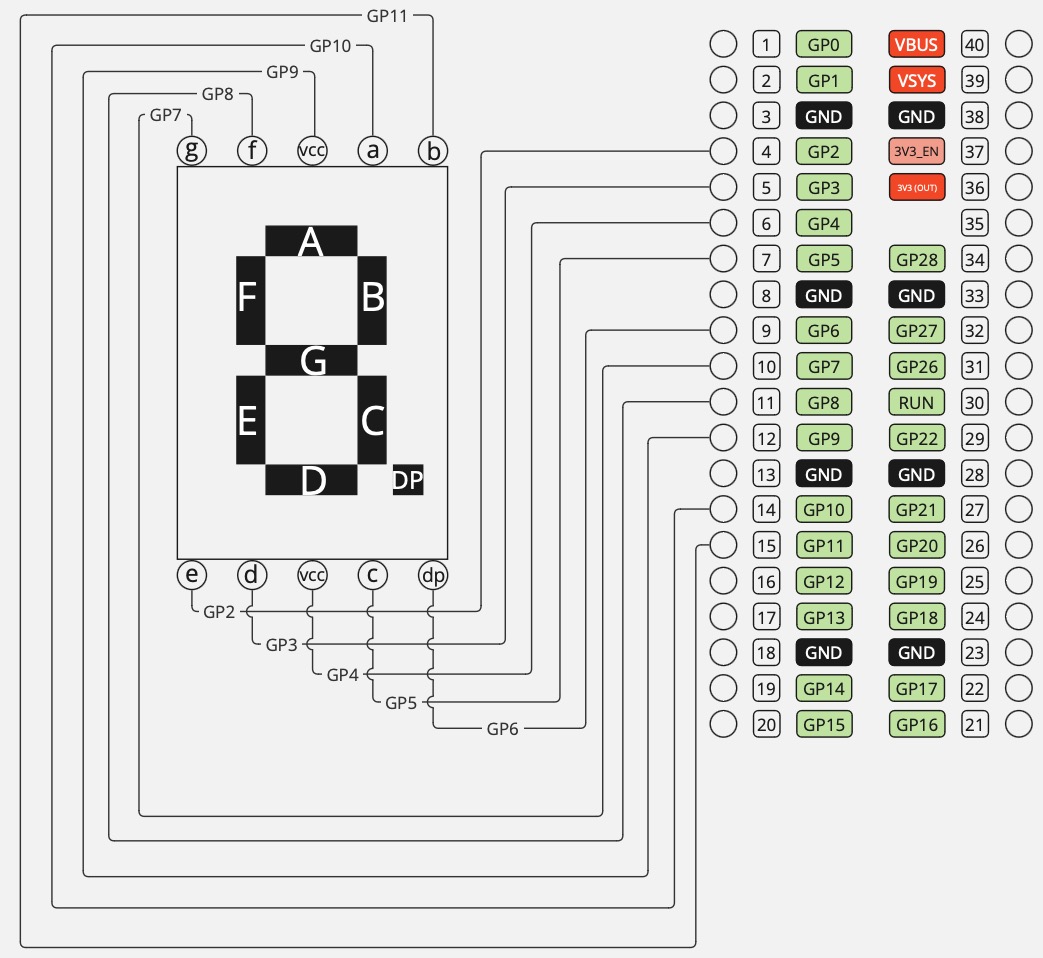 GP11
GP10
GP9
GP8
GP7
g f vcc a b
A
F B
G
E C
D DP
e d vcc c dp
GP2
GP3
GP4
GP5
GP6
1 GP0 VBUS 40
2 GP1 VSYS 39
3 GND GND 38
4 GP2 3V3_EN 37
5 GP3 3V3 (OUT) 36
6 GP4 35
7 GP5 GP28 34
8 GND GND 33
9 GP6 GP27 32
10 GP7 GP26 31
11 GP8 RUN 30
12 GP9 GP22 29
13 GND GND 28
14 GP10 GP21 27
15 GP11 GP20 26
16 GP12 GP19 25
17 GP13 GP18 24
18 GND GND 23
19 GP14 GP17 22
20 GP15 GP16 21